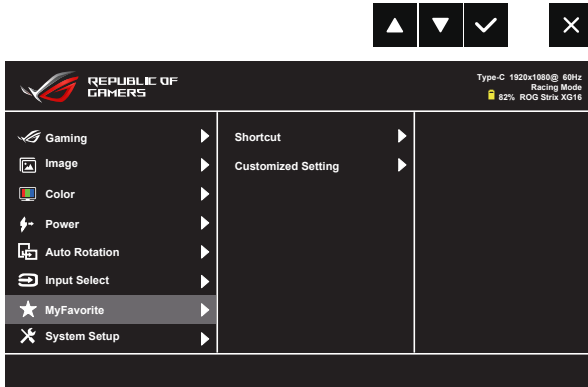 REPUBLIC OF
GAMERS
Type-C 1920x1080@ 60Hz
Racing Mode
82% ROG Strix XG16
Gaming
Image
Color
Power
Auto Rotation
Input Select
MyFavorite
System Setup
Shortcut
Customized Setting